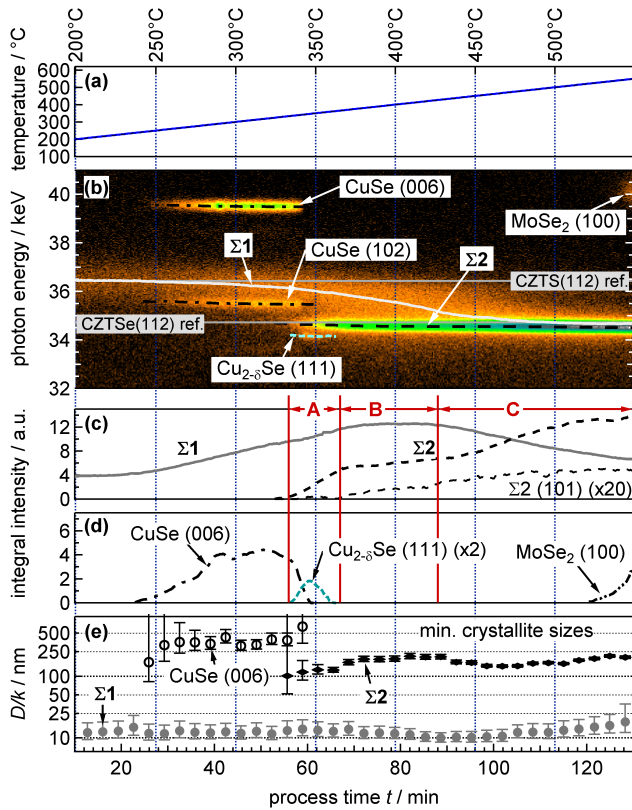 200°C 250°C 300°C 350°C 400°C 450°C 500°C
temperature / °C
600
500
400
300
200
100
(a)
photon energy / keV
40
38
36
34
32
(b)
CuSe (006)
MoSe₂ (100)
CuSe (102)
Σ1
Σ2
CZTS(112) ref.
CZTSe(112) ref.
Cu₂₋δSe (111)
A B C
integral intensity / a.u.
12
8
4
0
(c)
Σ1
Σ2
Σ2 (101) (x20)
6
4
2
0
(d)
CuSe (006)
Cu₂₋δSe (111) (x2)
MoSe₂ (100)
D/k / nm
500
250
100
50
25
10
(e)
min. crystallite sizes
CuSe (006)
Σ2
Σ1
20 40 60 80 100 120
process time t / min